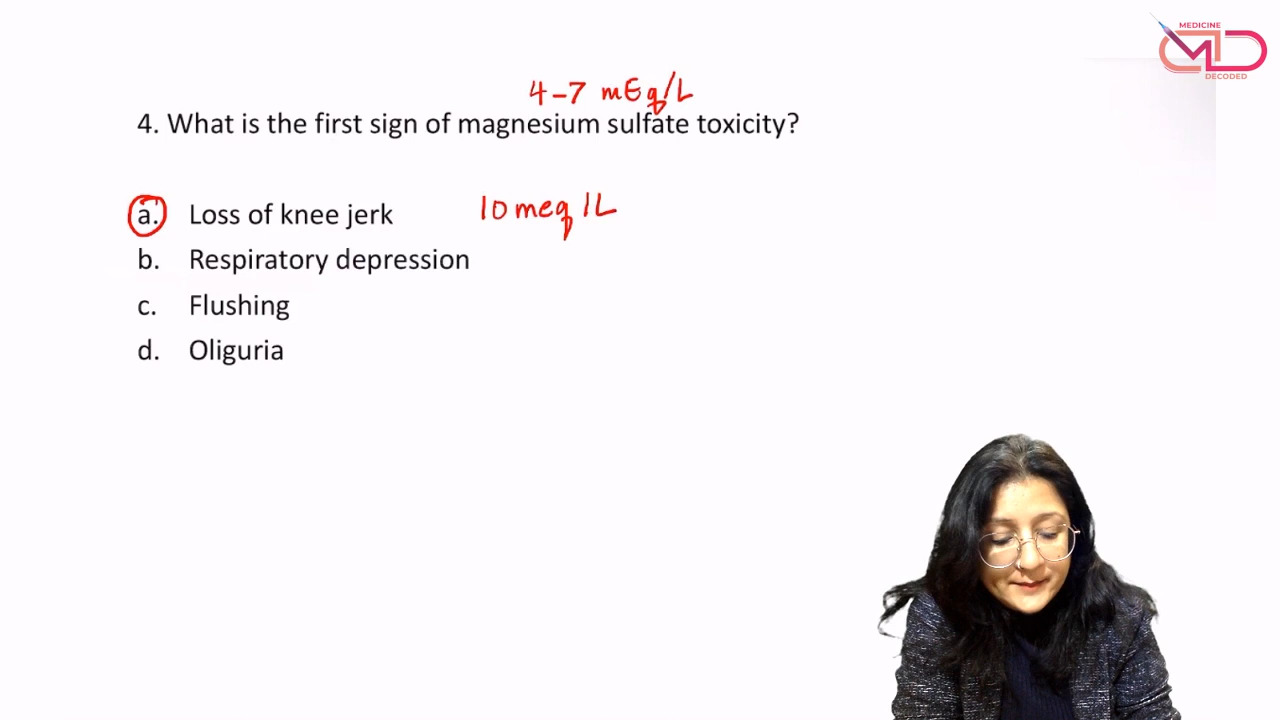 MEDICINE
MD
DECODED
4-7 mEq/L
4. What is the first sign of magnesium sulfate toxicity?
a. Loss of knee jerk 10 meq/L
b. Respiratory depression
c. Flushing
d. Oliguria